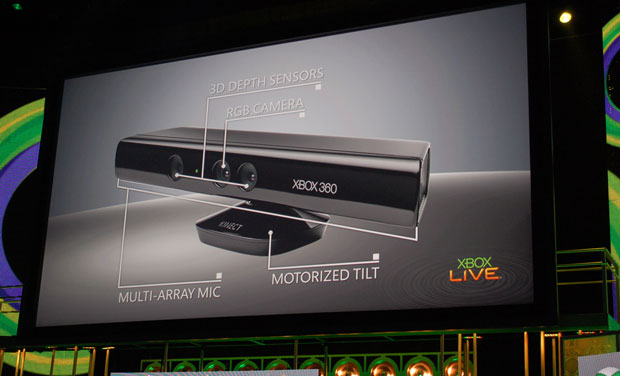 3D DEPTH SENSORS
RGB CAMERA
XBOX 360
KINECT
MOTORIZED TILT
MULTI-ARRAY MIC
XBOX
LIVE